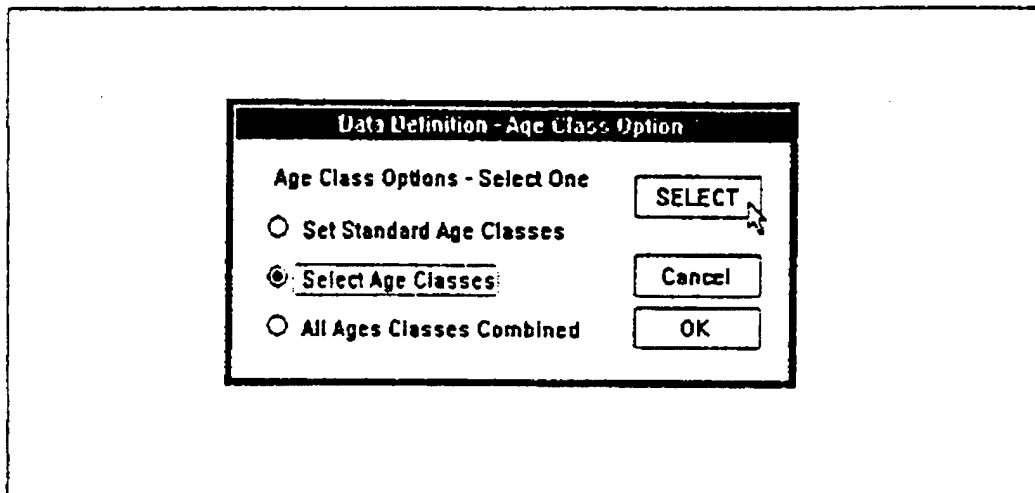 Data Definition - Age Class Option
Age Class Options - Select One
SELECT
Set Standard Age Classes
Select Age Classes
Cancel
All Ages Classes Combined
OK